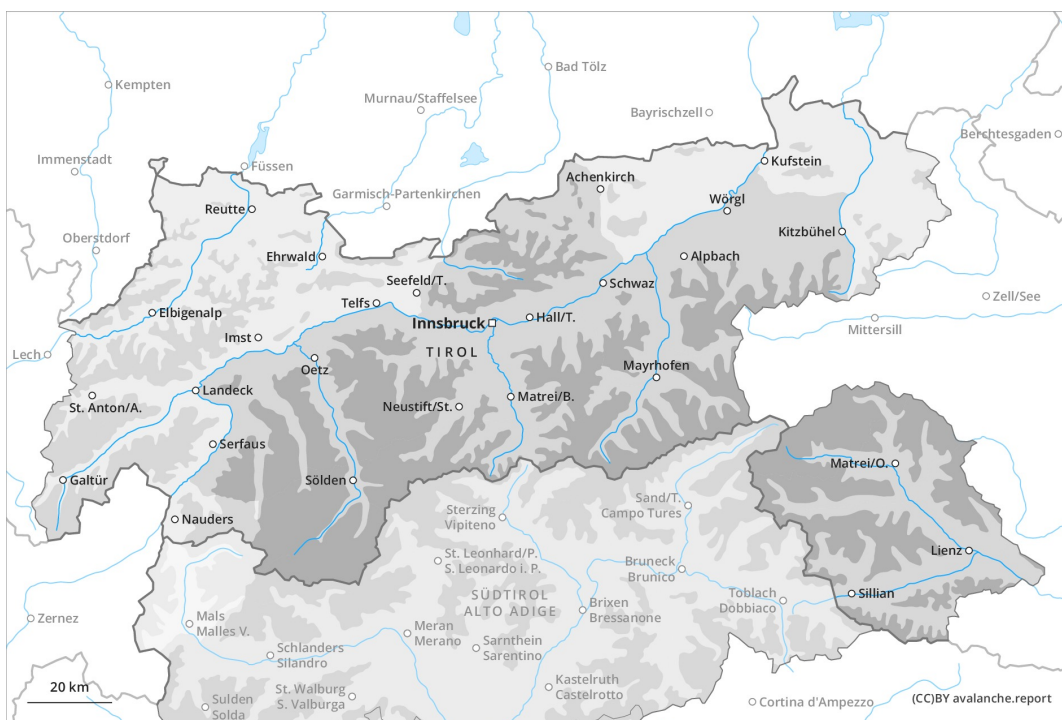 Kempten
Bad Tölz
Murnau/Staffelsee
Bayrischzell
Berchtesgaden
Immenstadt
Füssen
Kufstein
Achenkirch
Garmisch-Partenkirchen
Reutte
Wörgl
Oberstdorf
Kitzbühel
Ehrwald
Alpbach
Seefeld/T.
Schwaz
Zell/See
Telfs
Elbigenalp
Hall/T.
Innsbruck
Mittersill
Imst
TIROL
Lech
Oetz
Mayrhofen
Landeck
Matrei/B.
St. Anton/A.
Neustift/St.
Serfaus
Matrei/O.
Galtür
Sölden
Sand/T.
Campo Tures
Sterzing
Vipiteno
Nauders
Lienz
St. Leonhard/P.
S. Leonardo i. P.
Bruneck
Brunico
SÜDTIROL
ALTO ADIGE
Sillian
Toblach
Dobbiaco
Brixen
Bressanone
Zernez
Mals
Malles V.
Meran
Merano
Sarnthein
Sarentino
Schlanders
Silandro
Kastelruth
Castelrotto
20 km
St. Walburg
S. Valburga
Sulden
Solda
Cortina d'Ampezzo
(CC)BY avalanche.report